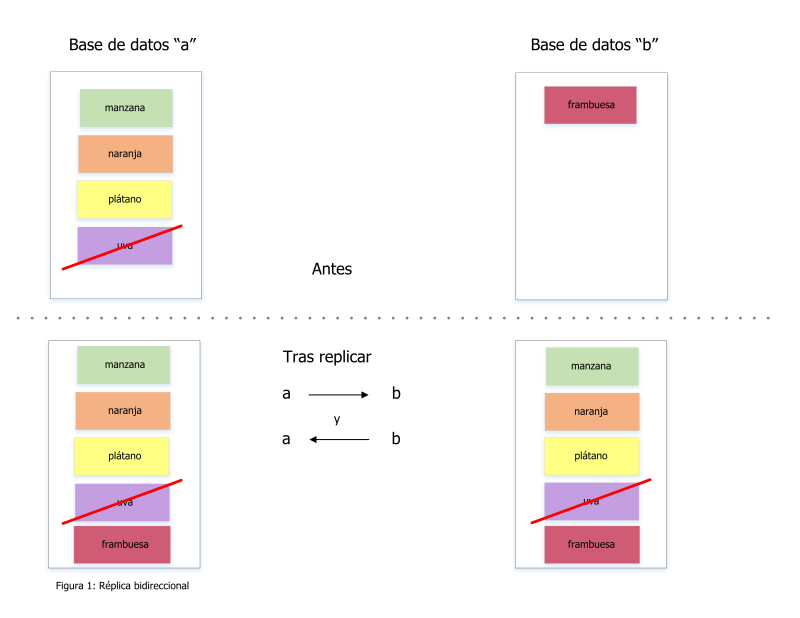 Base de datos “a”
Base de datos “b”
manzana
naranja
plátano
uva
frambuesa
Antes
Tras replicar
a b
y
a b
manzana
naranja
plátano
uva
frambuesa
manzana
naranja
plátano
uva
frambuesa
Figura 1: Réplica bidireccional